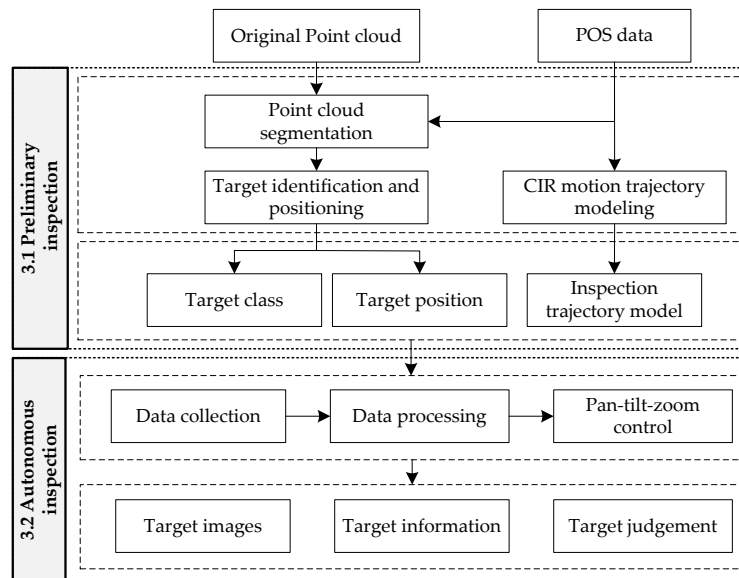 Original Point cloud
POS data
3.1 Preliminary
inspection
Point cloud
segmentation
Target identification and
positioning
CIR motion trajectory
modeling
Target class
Target position
Inspection
trajectory model
3.2 Autonomous
inspection
Data collection
Data processing
Pan-tilt-zoom
control
Target images
Target information
Target judgement